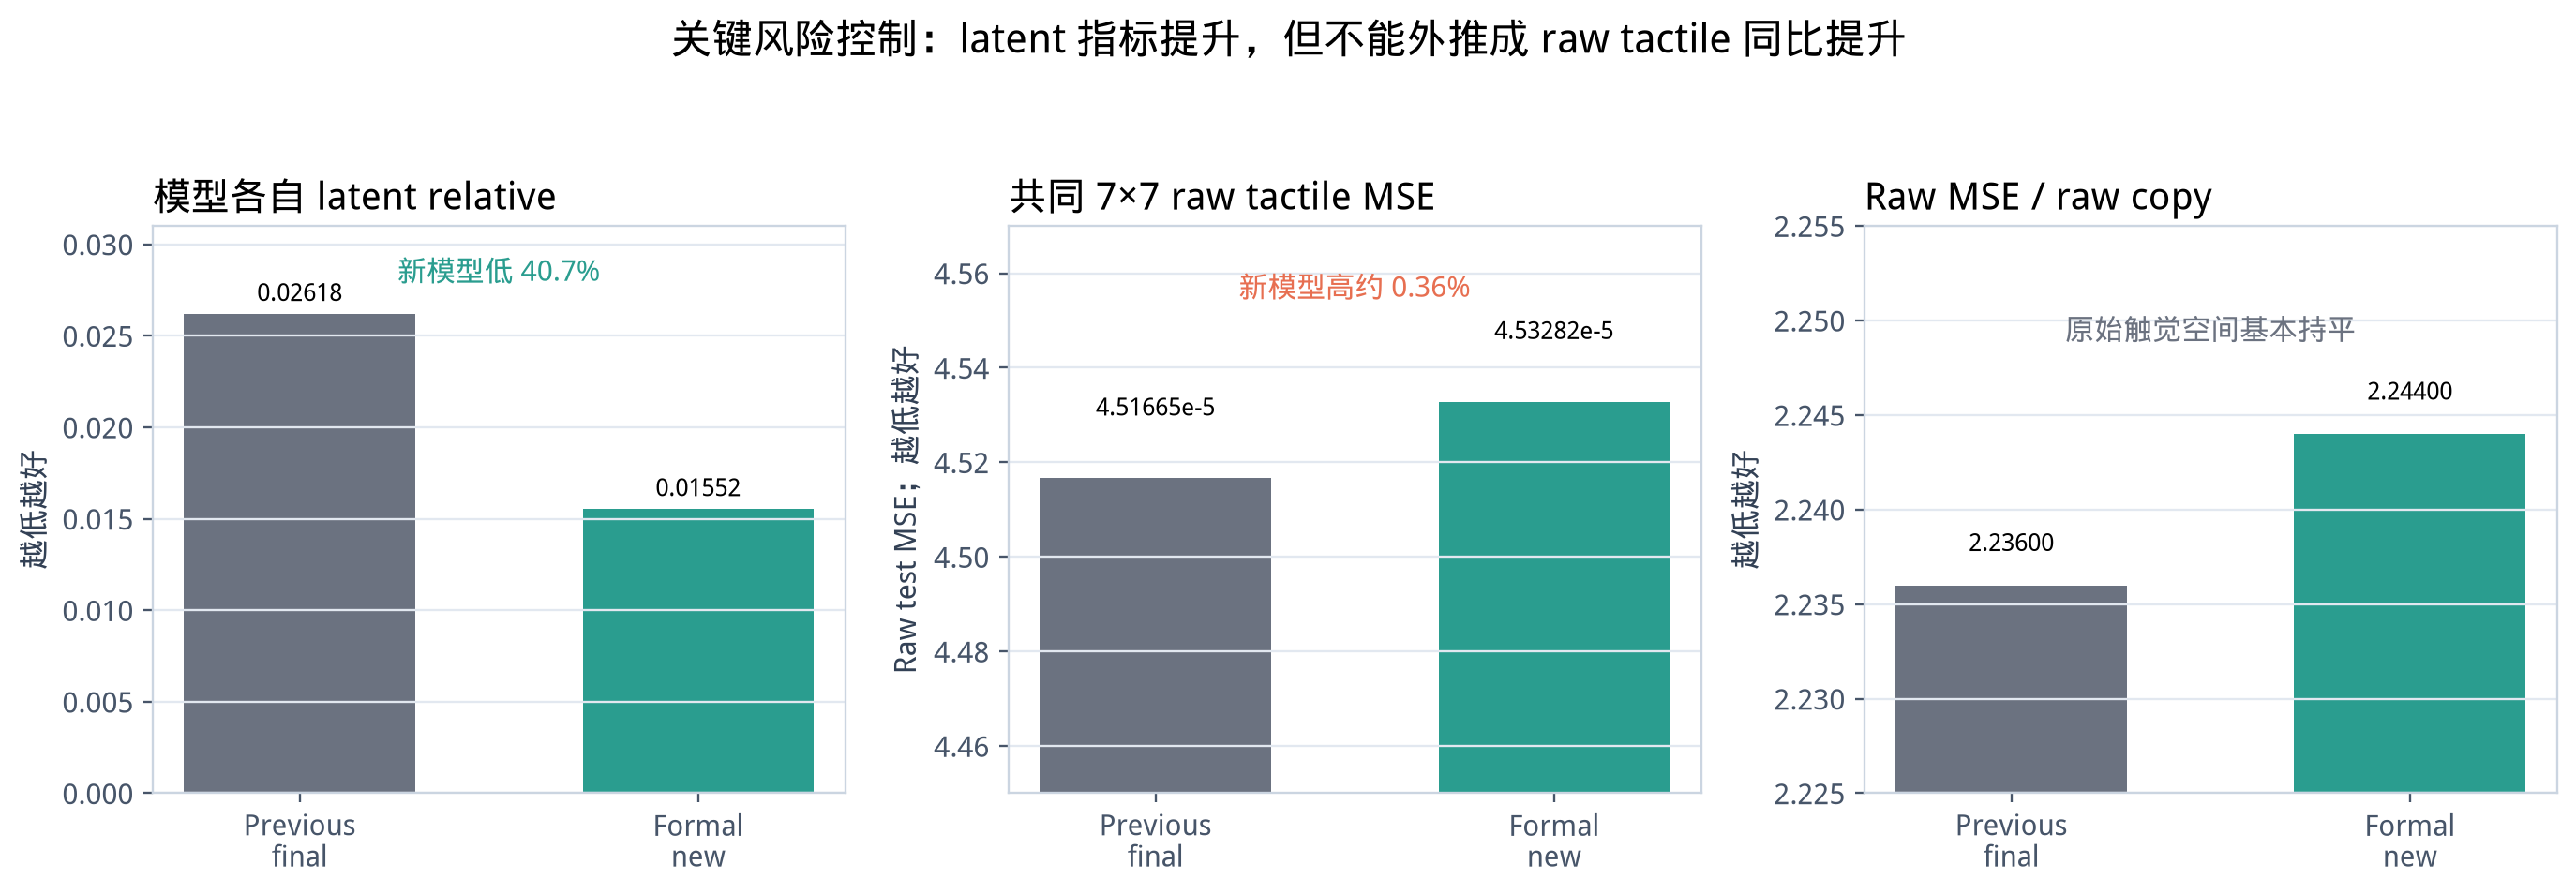 关键风险控制：latent 指标提升，但不能外推成 raw tactile 同比提升
模型各自 latent relative
越低越好
0.030
0.025
0.020
0.015
0.010
0.005
0.000
新模型低 40.7%
0.02618
0.01552
Previous
final
Formal
new
共同 7×7 raw tactile MSE
Raw test MSE；越低越好
4.56
4.54
4.52
4.50
4.48
4.46
新模型高约 0.36%
4.51665e-5
4.53282e-5
Previous
final
Formal
new
Raw MSE / raw copy
越低越好
2.255
2.250
2.245
2.240
2.235
2.230
2.225
原始触觉空间基本持平
2.23600
2.24400
Previous
final
Formal
new